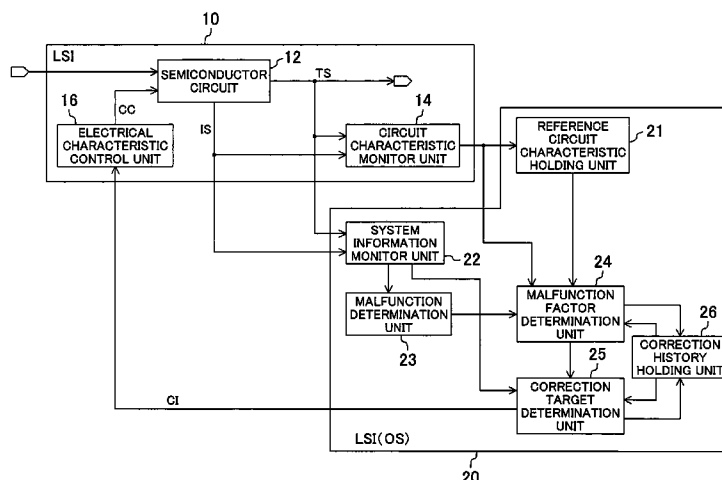 10
LSI
12
SEMICONDUCTOR
CIRCUIT
TS
16
CC
IS
14
ELECTRICAL
CHARACTERISTIC
CONTROL UNIT
CIRCUIT
CHARACTERISTIC
MONITOR UNIT
REFERENCE
CIRCUIT
CHARACTERISTIC
HOLDING UNIT
21
SYSTEM
INFORMATION
MONITOR UNIT
22
24
MALFUNCTION
DETERMINATION
UNIT
23
MALFUNCTION
FACTOR
DETERMINATION
UNIT
26
CORRECTION
HISTORY
HOLDING UNIT
25
CORRECTION
TARGET
DETERMINATION
UNIT
CI
LSI(OS)
20